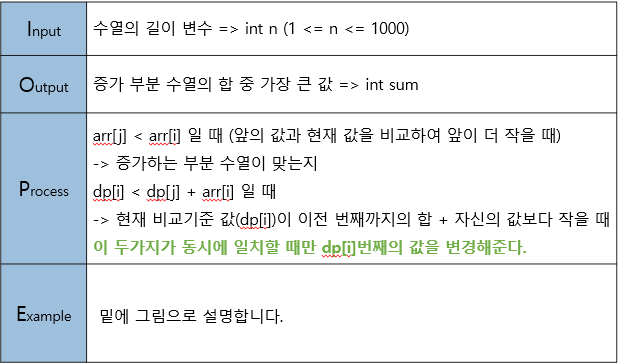 Input
수열의 길이 변수 => int n (1 <= n <= 1000)
Output
증가 부분 수열의 합 중 가장 큰 값 => int sum
Process
arr[j] < arr[i] 일 때 (앞의 값과 현재 값을 비교하여 앞이 더 작을 때)
-> 증가하는 부분 수열이 맞는지
dp[i] < dp[j] + arr[i] 일 때
-> 현재 비교기준 값(dp[i])이 이전 번째까지의 합 + 자신의 값보다 작을 때
이 두가지가 동시에 일치할 때만 dp[i]번째의 값을 변경해준다.
Example
밑에 그림으로 설명합니다.